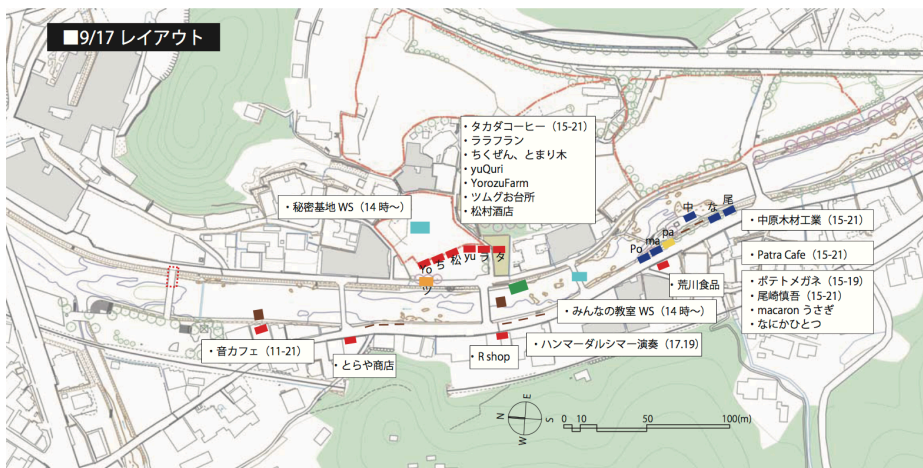 ■9/17 レイアウト
・タカダコーヒー（15-21）
・ララフラン
・ちくぜん、とまり木
・yuQuri
・YorozuFarm
・ツムグお台所
・松村酒店
・秘密基地 WS（14 時～）
中 な 尾
Po ma pa
・中原木材工業（15-21）
・Patra Cafe（15-21）
Yo ち 松 yu ラ タ
ツ
・荒川食品
・ポテトメガネ（15-19）
・尾崎慎吾（15-21）
・macaron うさぎ
・なにかひとつ
・みんなの教室 WS（14 時～）
・音カフェ（11-21）
・とらや商店
・R shop
・ハンマーダルシマー演奏（17.19）
N E S W
0 10 50 100(m)